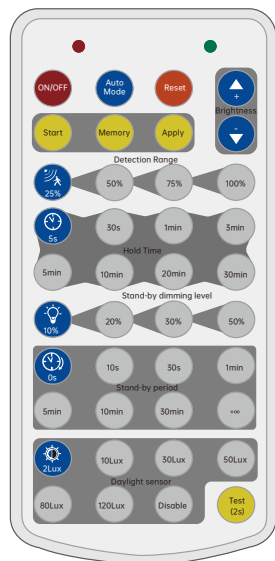 ON/OFF
Auto
Mode
Reset
+
Brightness
-
Start
Memory
Apply
Detection Range
25%
50%
75%
100%
5s
30s
1min
3min
Hold Time
5min
10min
20min
30min
Stand-by dimming level
10%
20%
30%
50%
0s
10s
30s
1min
Stand-by period
5min
10min
30min
+∞
2Lux
10Lux
30Lux
50Lux
Daylight sensor
80Lux
120Lux
Disable
Test
(2s)